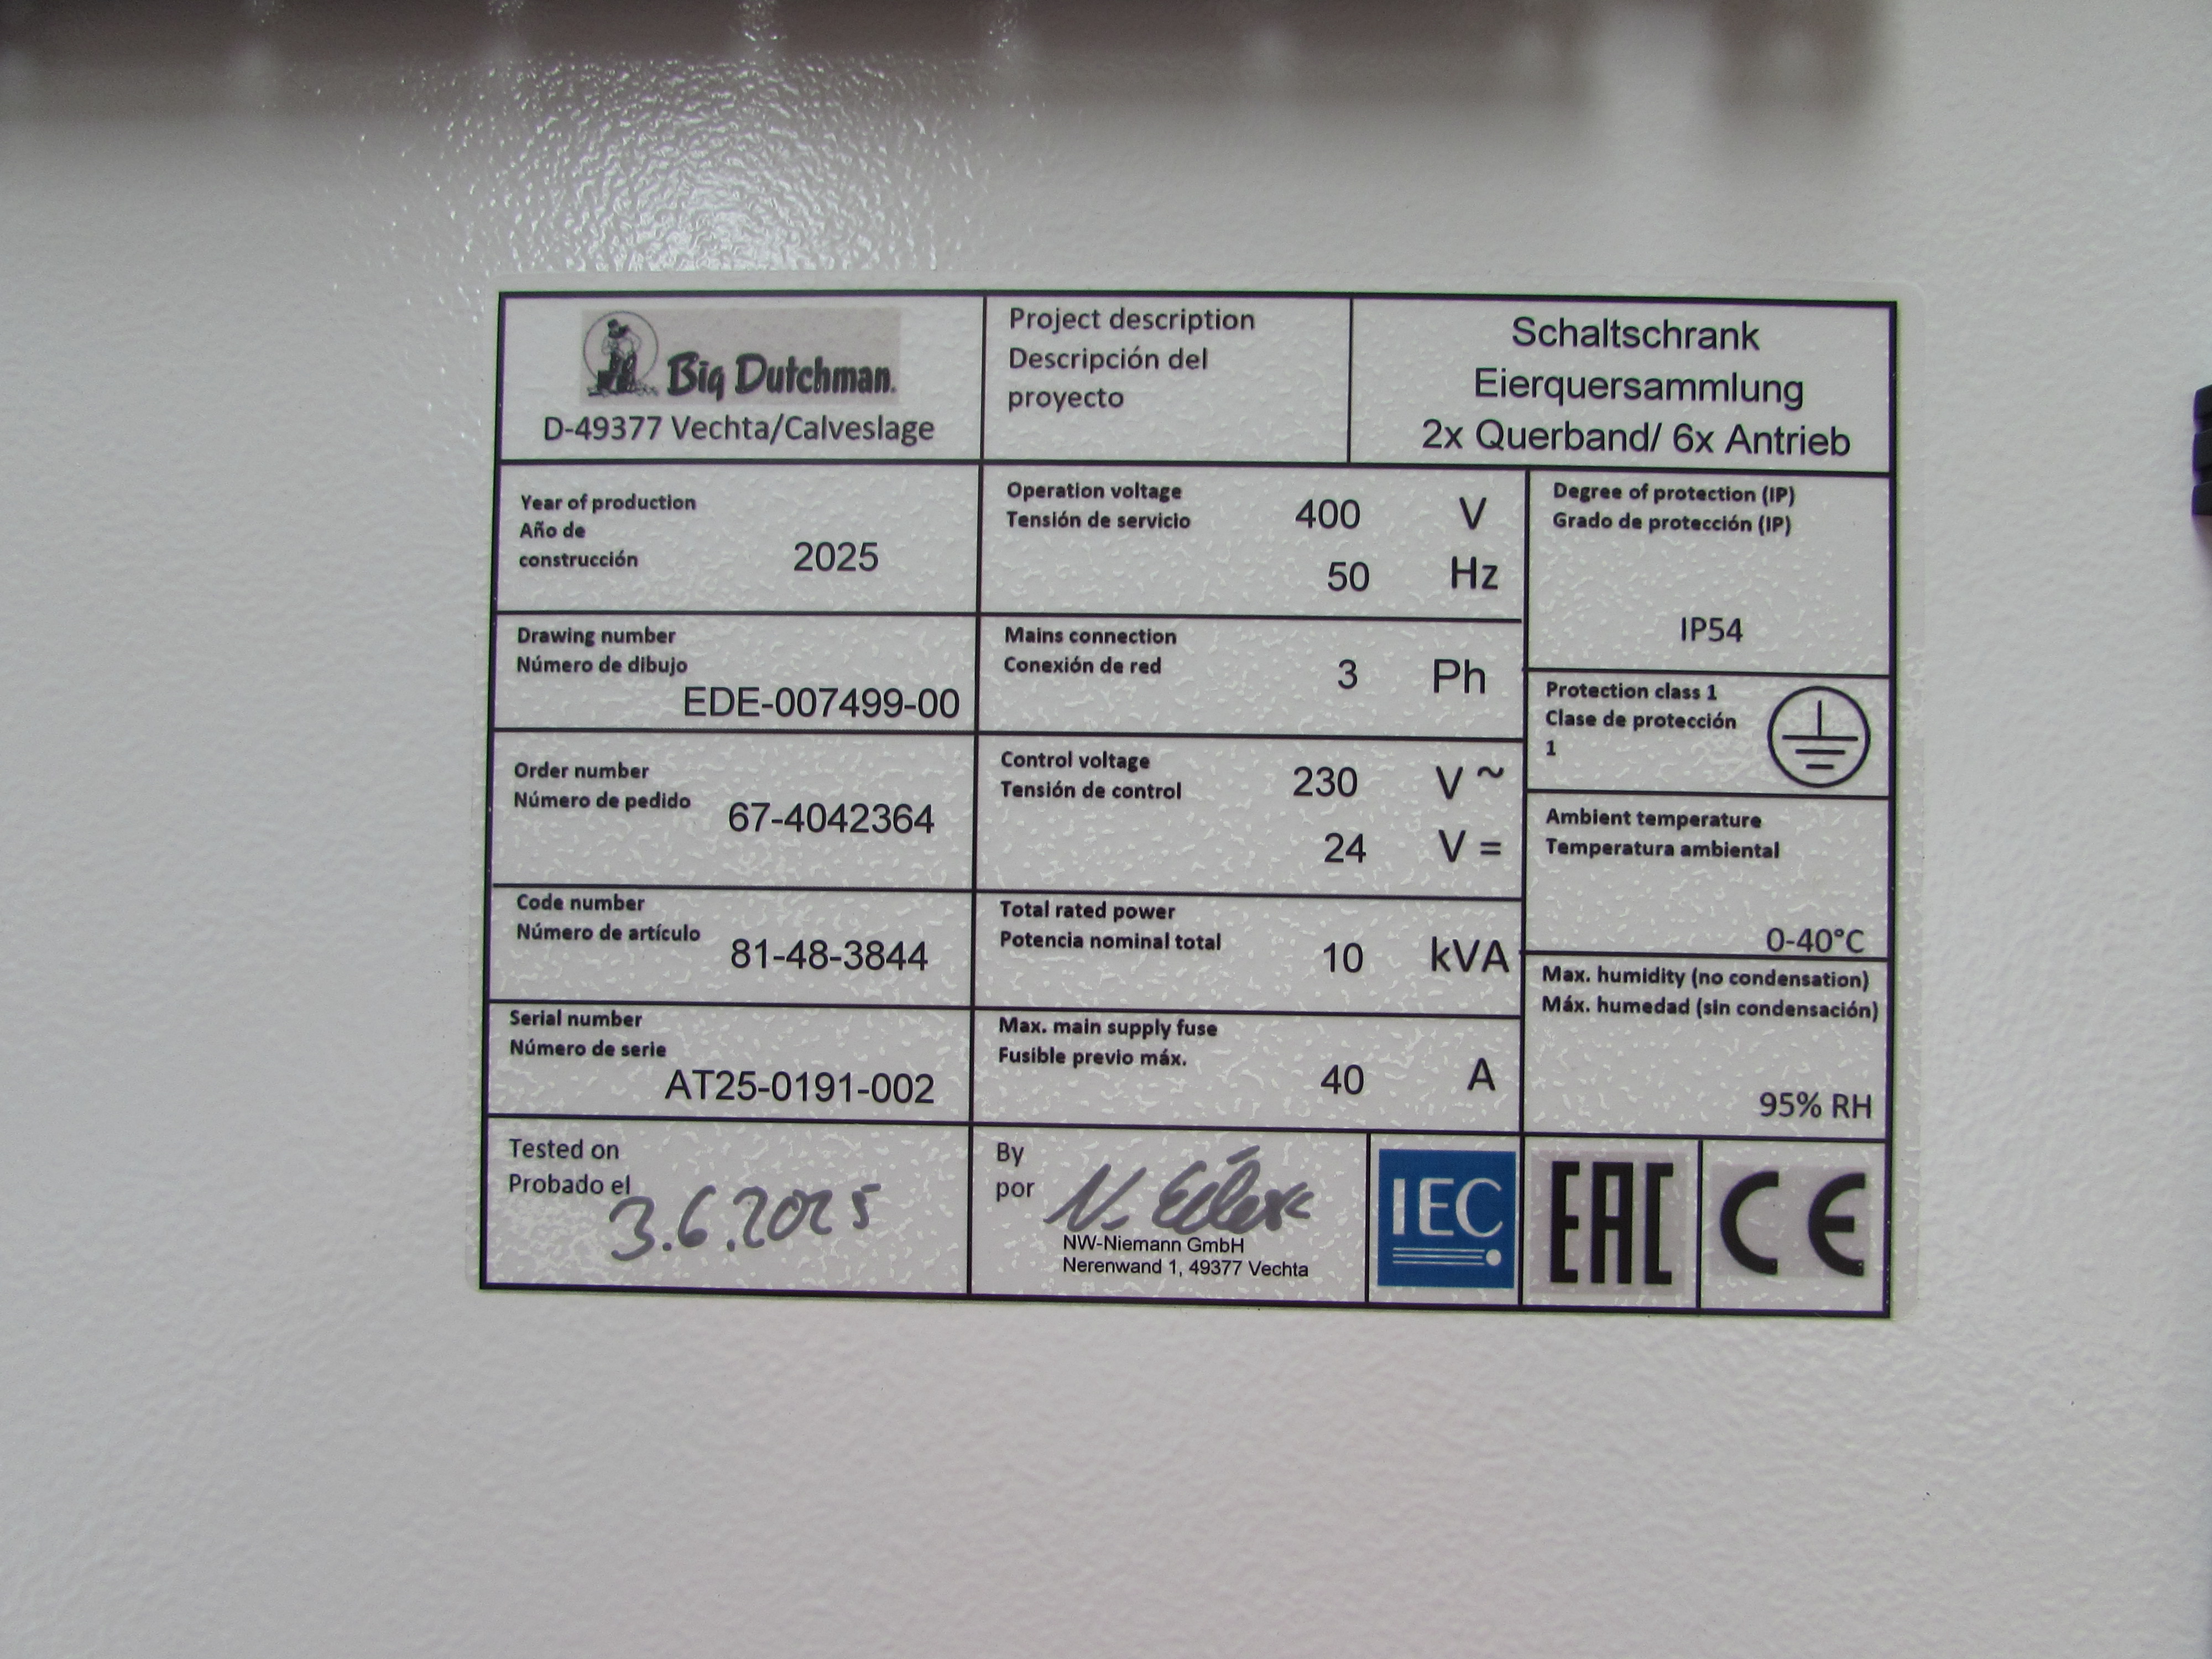 Big Dutchman.
D-49377 Vechta/Calveslage
Project description
Descripción del
proyecto
Schaltschrank
Eierquersammlung
2x Querband/ 6x Antrieb
Year of production
Año de
construcción
2025
Operation voltage
Tensión de servicio
400 V
50 Hz
Degree of protection (IP)
Grado de protección (IP)
IP54
Drawing number
Número de dibujo
EDE-007499-00
Mains connection
Conexión de red
3 Ph
Protection class 1
Clase de protección
1
Order number
Número de pedido
67-4042364
Control voltage
Tensión de control
230 V ~
24 V =
Ambient temperature
Temperatura ambiental
0-40°C
Code number
Número de artículo
81-48-3844
Total rated power
Potencia nominal total
10 kVA
Max. humidity (no condensation)
Máx. humedad (sin condensación)
95% RH
Serial number
Número de serie
AT25-0191-002
Max. main supply fuse
Fusible previo máx.
40 A
Tested on
Probado el
3.6.2025
By
por
N.
NW-Niemann GmbH
Nerenwand 1, 49377 Vechta
IEC
EAC
CE